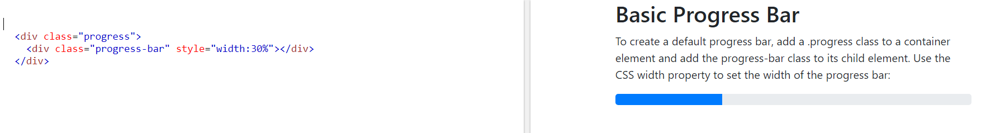 <div class="progress">
<div class="progress-bar" style="width:30%"></div>
</div>
Basic Progress Bar
To create a default progress bar, add a .progress class to a container
element and add the progress-bar class to its child element. Use the
CSS width property to set the width of the progress bar: